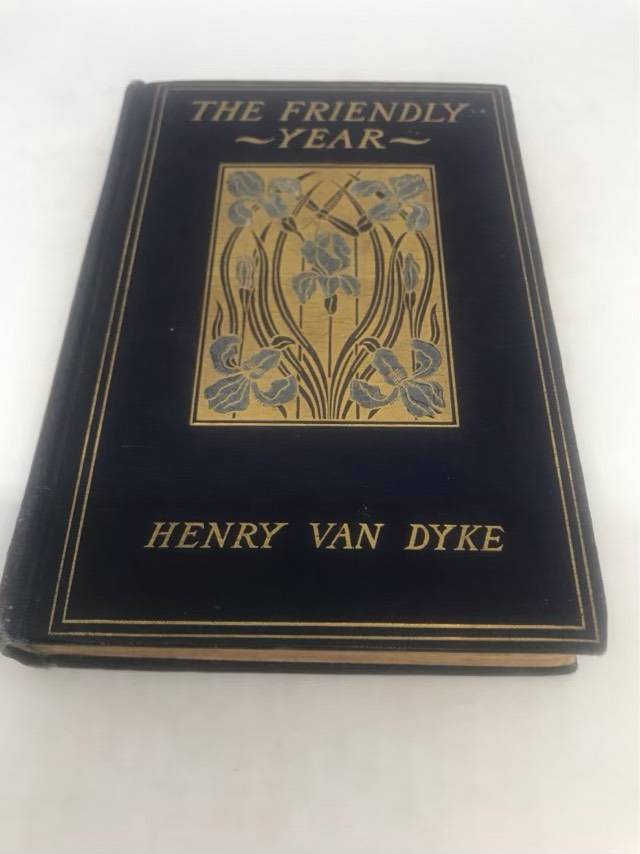 THE FRIENDLY
~YEAR~
HENRY VAN DYKE